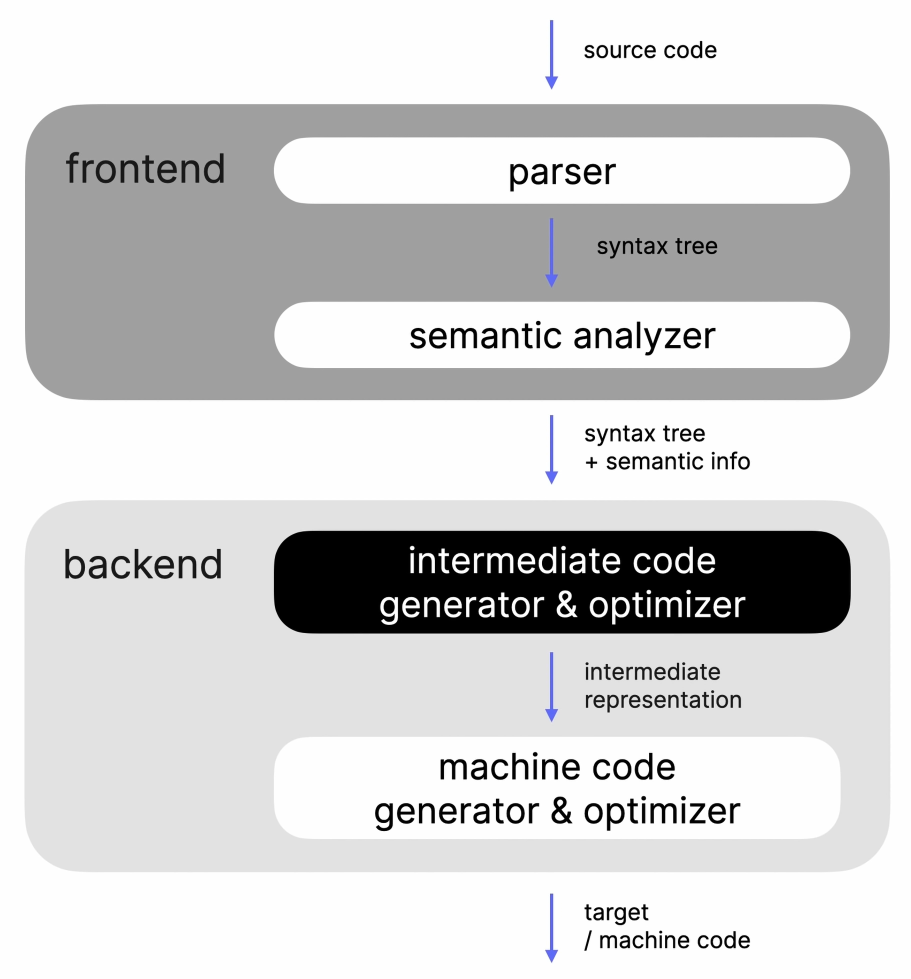 source code
frontend
parser
syntax tree
semantic analyzer
syntax tree
+ semantic info
backend
intermediate code
generator & optimizer
intermediate
representation
machine code
generator & optimizer
target
/ machine code